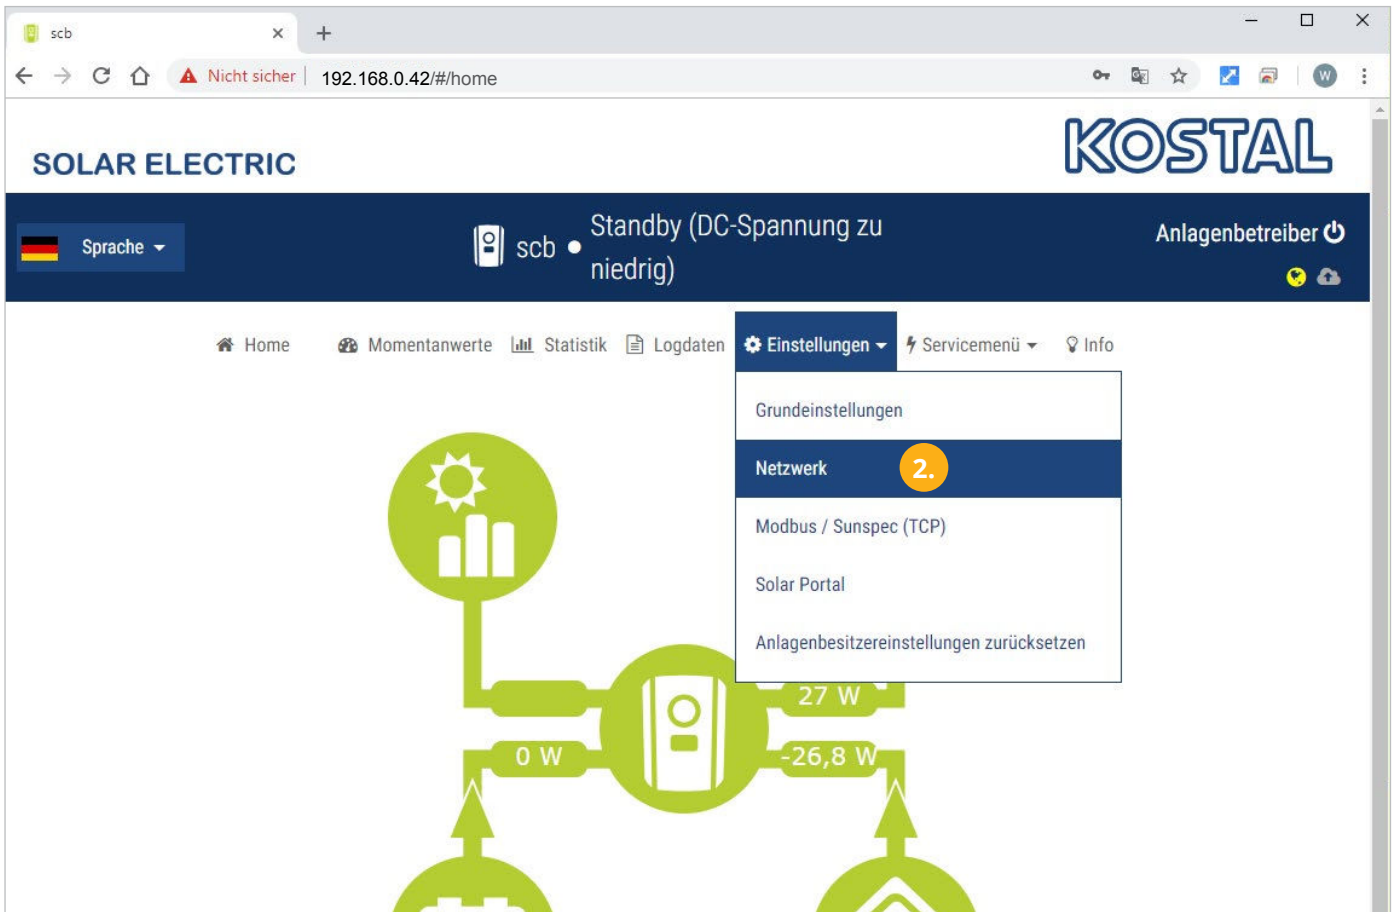 scb
Nicht sicher
192.168.0.42/#/home
W
SOLAR ELECTRIC
KOSTAL
Sprache
scb
Standby (DC-Spannung zu
niedrig)
Anlagenbetreiber
Home
Momentanwerte
Statistik
Logdaten
Einstellungen
Servicemenü
Info
Grundeinstellungen
Netzwerk
2.
Modbus / Sunspec (TCP)
Solar Portal
Anlagenbesitzereinstellungen zurücksetzen
27 W
0 W
-26,8 W